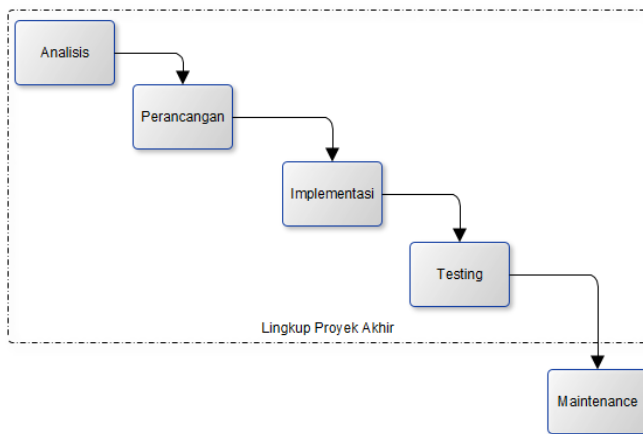 Analisis
Perancangan
Implementasi
Testing
Lingkup Proyek Akhir
Maintenance